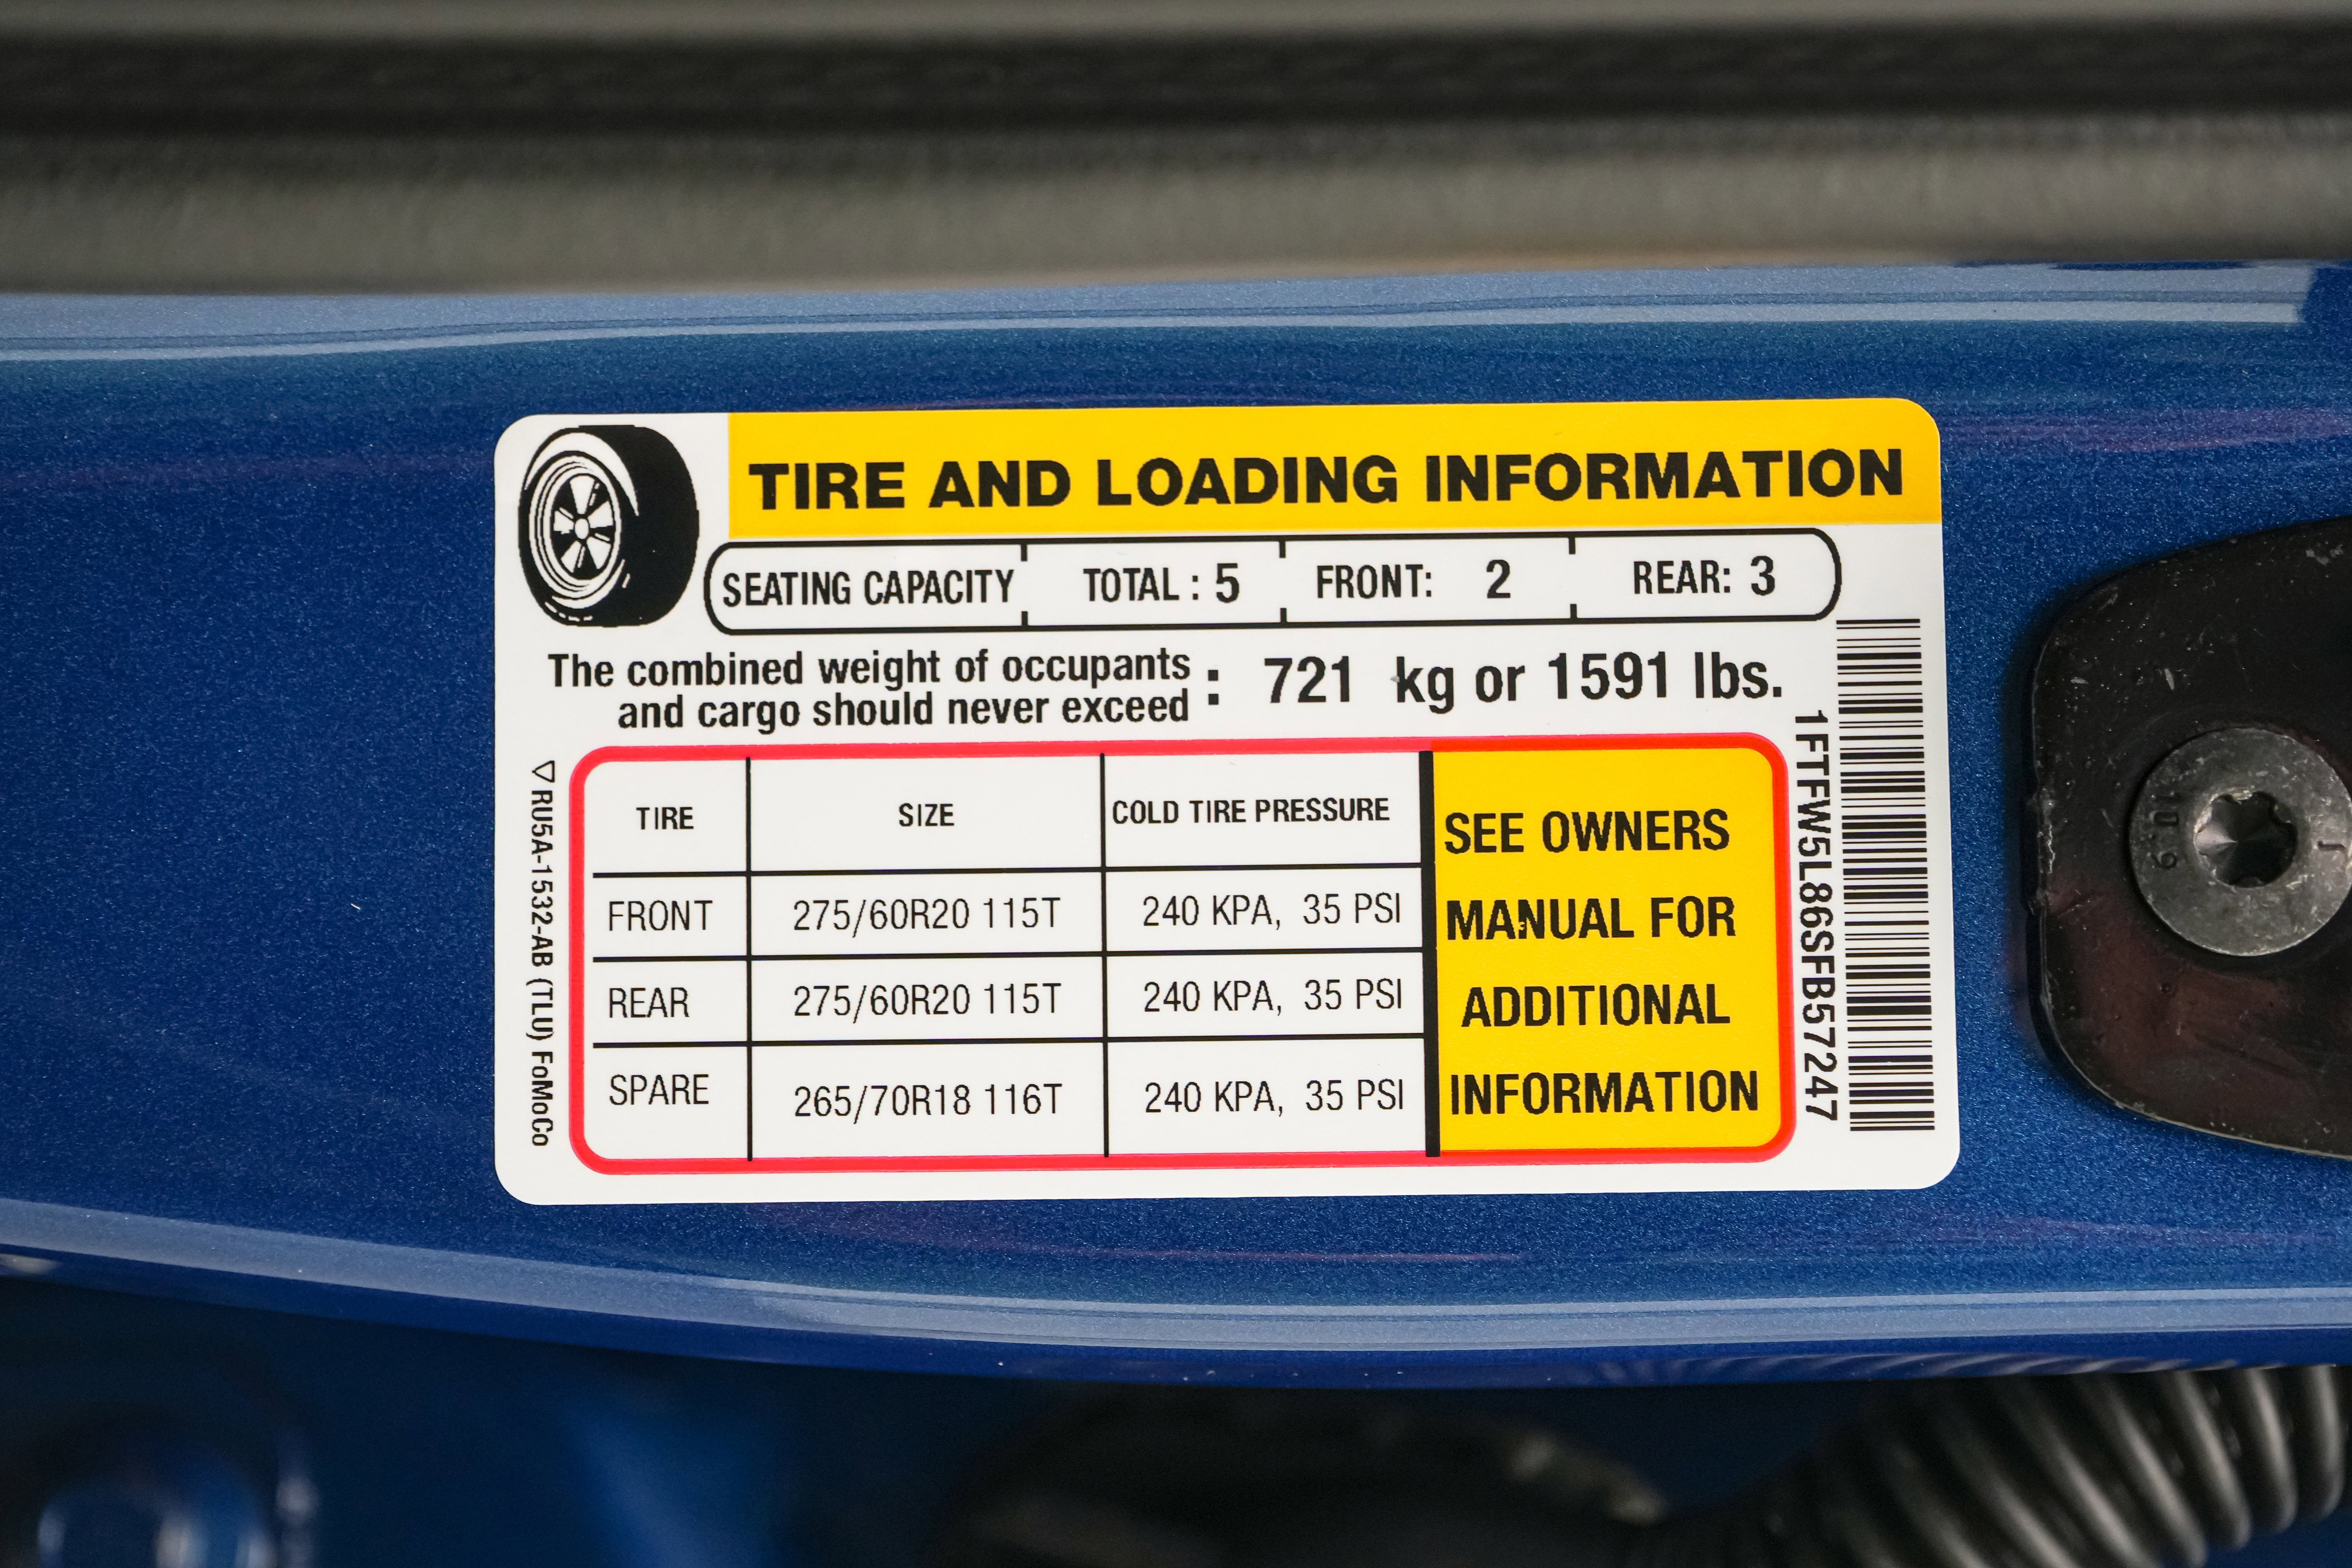 TIRE AND LOADING INFORMATION
SEATING CAPACITY TOTAL : 5 FRONT: 2 REAR: 3
The combined weight of occupants
and cargo should never exceed : 721 kg or 1591 lbs.
TIRE SIZE COLD TIRE PRESSURE
FRONT 275/60R20 115T 240 KPA, 35 PSI
REAR 275/60R20 115T 240 KPA, 35 PSI
SPARE 265/70R18 116T 240 KPA, 35 PSI
SEE OWNERS
MANUAL FOR
ADDITIONAL
INFORMATION
RU5A-1532-AB (TLU) FoMoCo
1FTFW5L86SFB57247
10.9